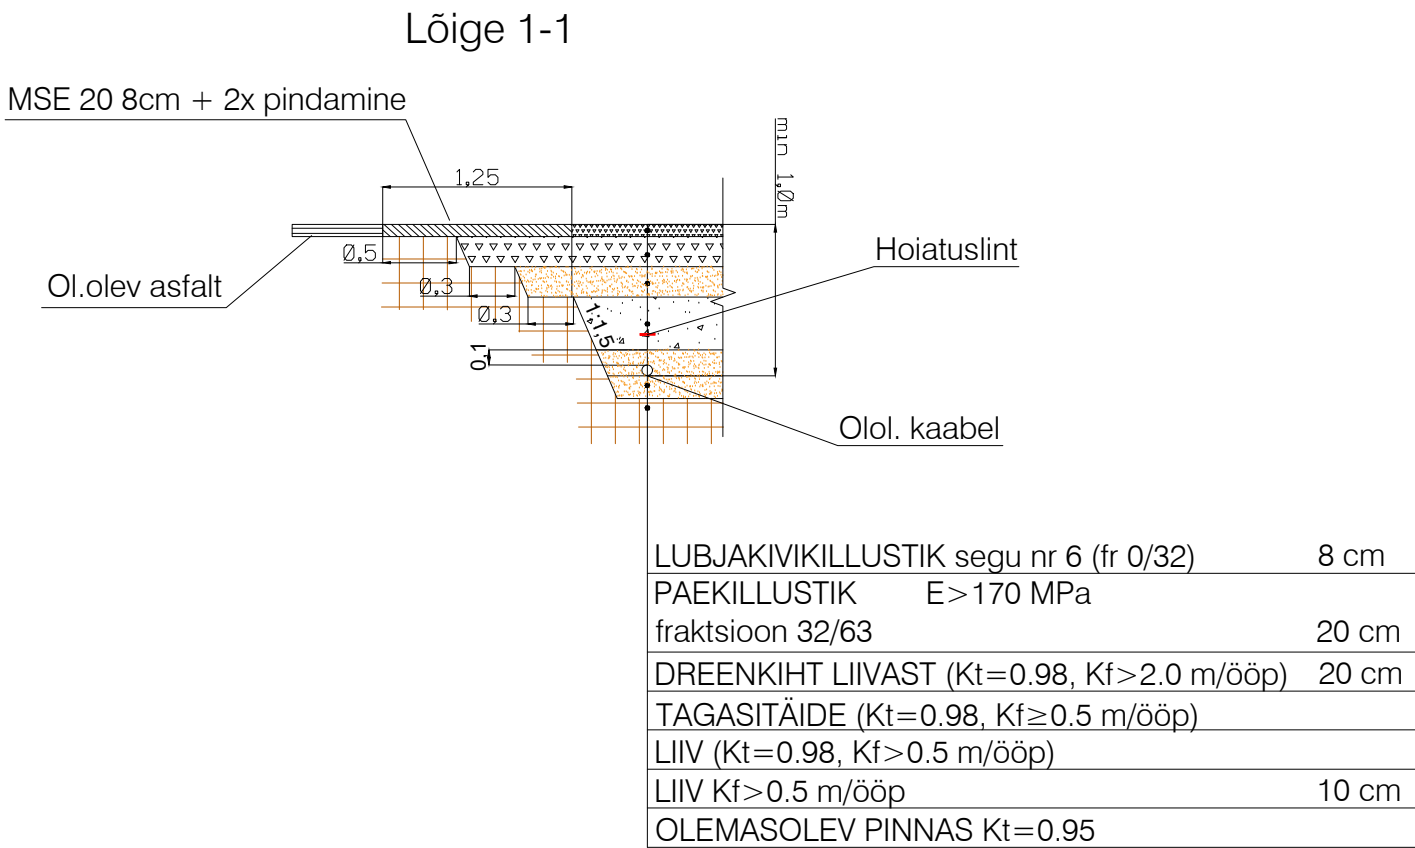 Lõige 1-1
MSE 20 8cm + 2x pindamine
min 1,0m
1,25
0,5
Hoiatuslint
Ol.olev asfalt
0,3
0,3
1:1,5
0,1
Olol. kaabel
LUBJAKIVIKILLUSTIK segu nr 6 (fr 0/32) 8 cm
PAEKILLUSTIK E>170 MPa
fraktsioon 32/63 20 cm
DREENKIHT LIIVAST (Kt=0.98, Kf>2.0 m/ööp) 20 cm
TAGASITÄIDE (Kt=0.98, Kf≥0.5 m/ööp)
LIIV (Kt=0.98, Kf>0.5 m/ööp)
LIIV Kf>0.5 m/ööp 10 cm
OLEMASOLEV PINNAS Kt=0.95